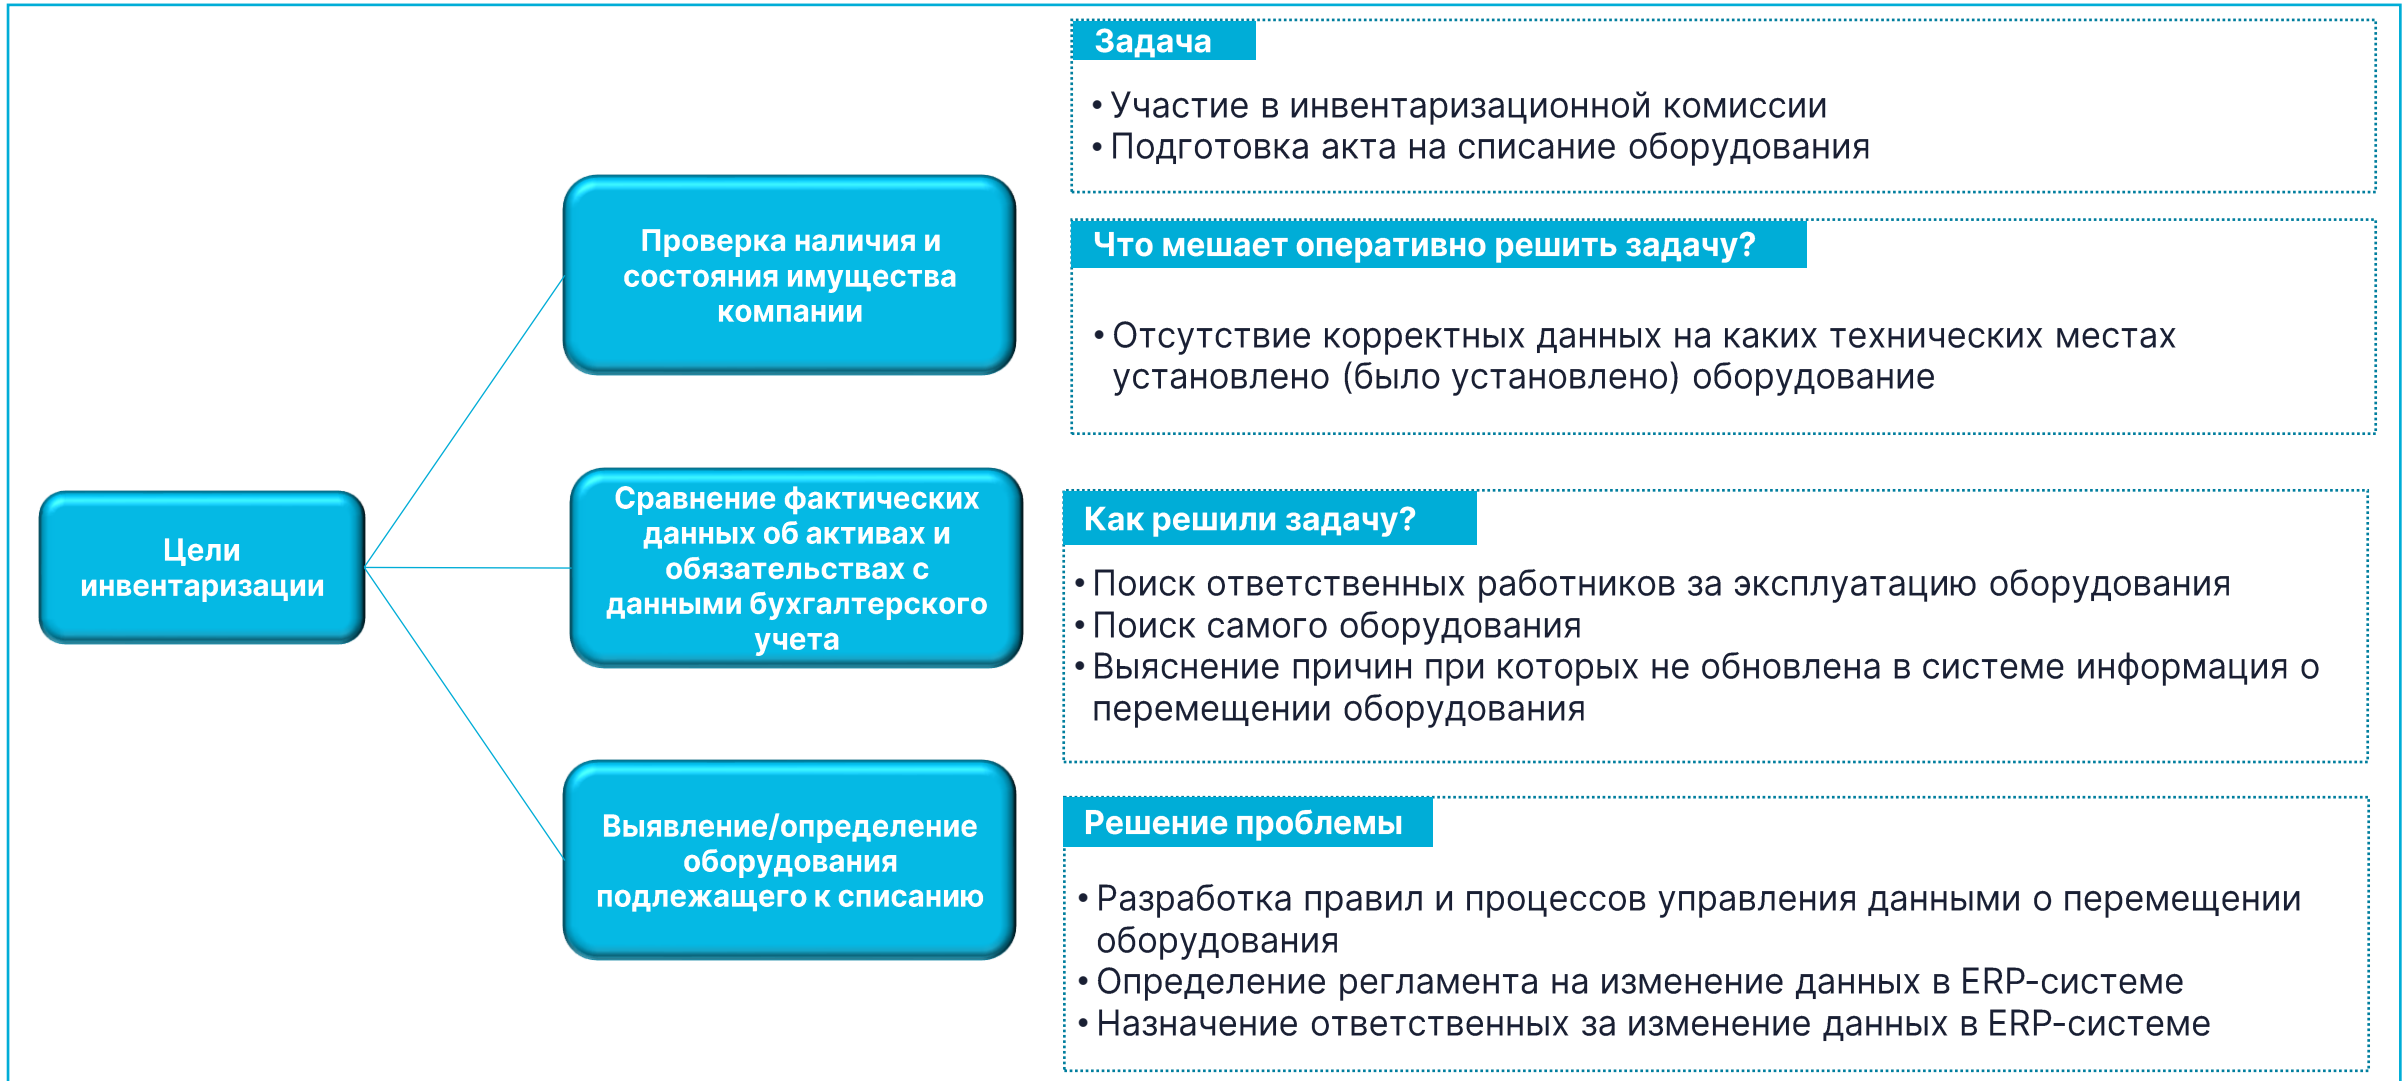 Цели
инвентаризации
Проверка наличия и
состояния имущества
компании
Сравнение фактических
данных об активах и
обязательствах с
данными бухгалтерского
учета
Выявление/определение
оборудования
подлежащего к списанию
Задача
• Участие в инвентаризационной комиссии
• Подготовка акта на списание оборудования
Что мешает оперативно решить задачу?
• Отсутствие корректных данных на каких технических местах
установлено (было установлено) оборудование
Как решили задачу?
• Поиск ответственных работников за эксплуатацию оборудования
• Поиск самого оборудования
• Выяснение причин при которых не обновлена в системе информация о
перемещении оборудования
Решение проблемы
• Разработка правил и процессов управления данными о перемещении
оборудования
• Определение регламента на изменение данных в ERP-системе
• Назначение ответственных за изменение данных в ERP-системе